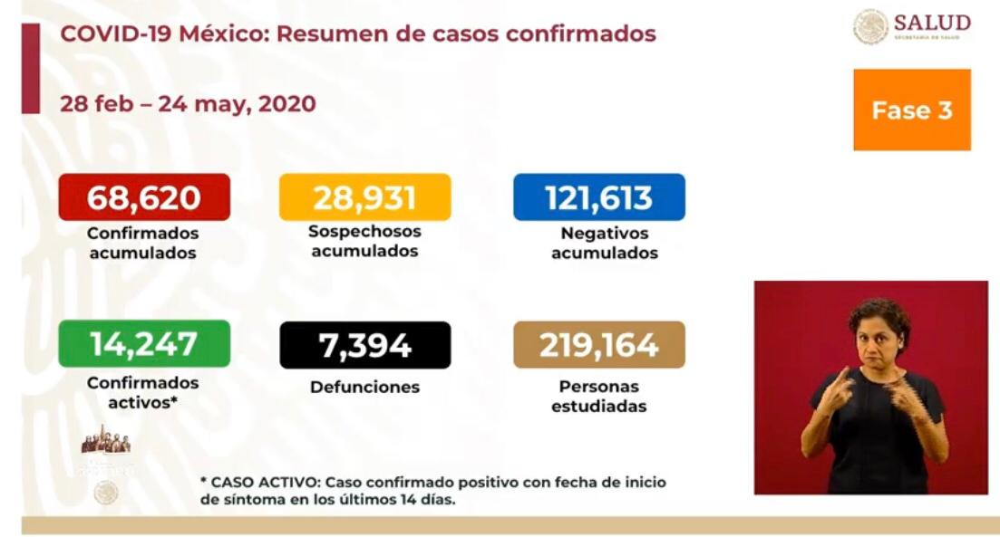 COVID-19 México: Resumen de casos confirmados
SALUD
SECRETARÍA DE SALUD
28 feb – 24 may, 2020
Fase 3
68,620
Confirmados
acumulados
28,931
Sospechosos
acumulados
121,613
Negativos
acumulados
14,247
Confirmados
activos*
7,394
Defunciones
219,164
Personas
estudiadas
* CASO ACTIVO: Caso confirmado positivo con fecha de inicio
de síntoma en los últimos 14 días.